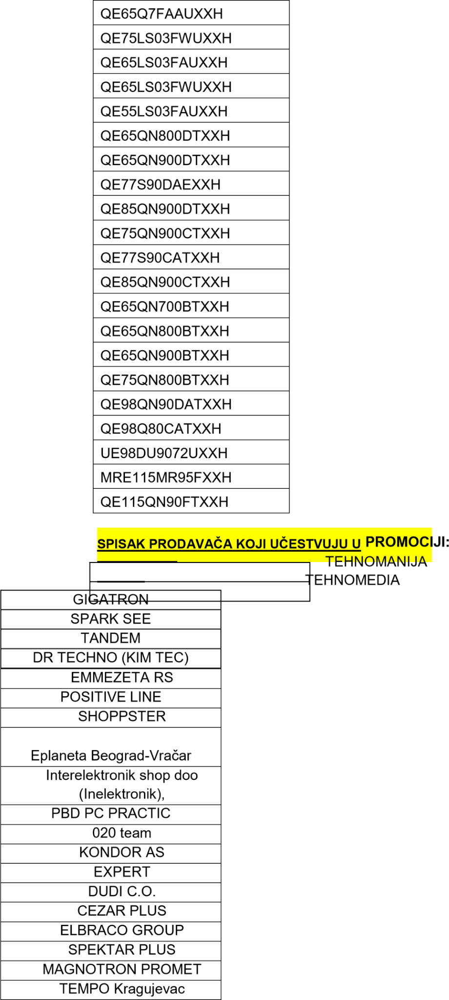 QE65Q7FAAUXXH
QE75LS03FWUXXH
QE65LS03FAUXXH
QE65LS03FWUXXH
QE55LS03FAUXXH
QE65QN800DTXXH
QE65QN900DTXXH
QE77S90DAEXXH
QE85QN900DTXXH
QE75QN900CTXXH
QE77S90CATXXH
QE85QN900CTXXH
QE65QN700BTXXH
QE65QN800BTXXH
QE65QN900BTXXH
QE75QN800BTXXH
QE98QN90DATXXH
QE98Q80CATXXH
UE98DU9072UXXH
MRE115MR95FXXH
QE115QN90FTXXH
SPISAK PRODAVAČA KOJI UČESTVUJU U PROMOCIJI:
TEHNOMANIJA
TEHNOMEDIA
GIGATRON
SPARK SEE
TANDEM
DR TECHNO (KIM TEC)
EMMEZETA RS
POSITIVE LINE
SHOPPSTER
Eplaneta Beograd-Vračar
Interelektronik shop doo
(Inelektronik),
PBD PC PRACTIC
020 team
KONDOR AS
EXPERT
DUDI C.O.
CEZAR PLUS
ELBRACO GROUP
SPEKTAR PLUS
MAGNOTRON PROMET
TEMPO Kragujevac